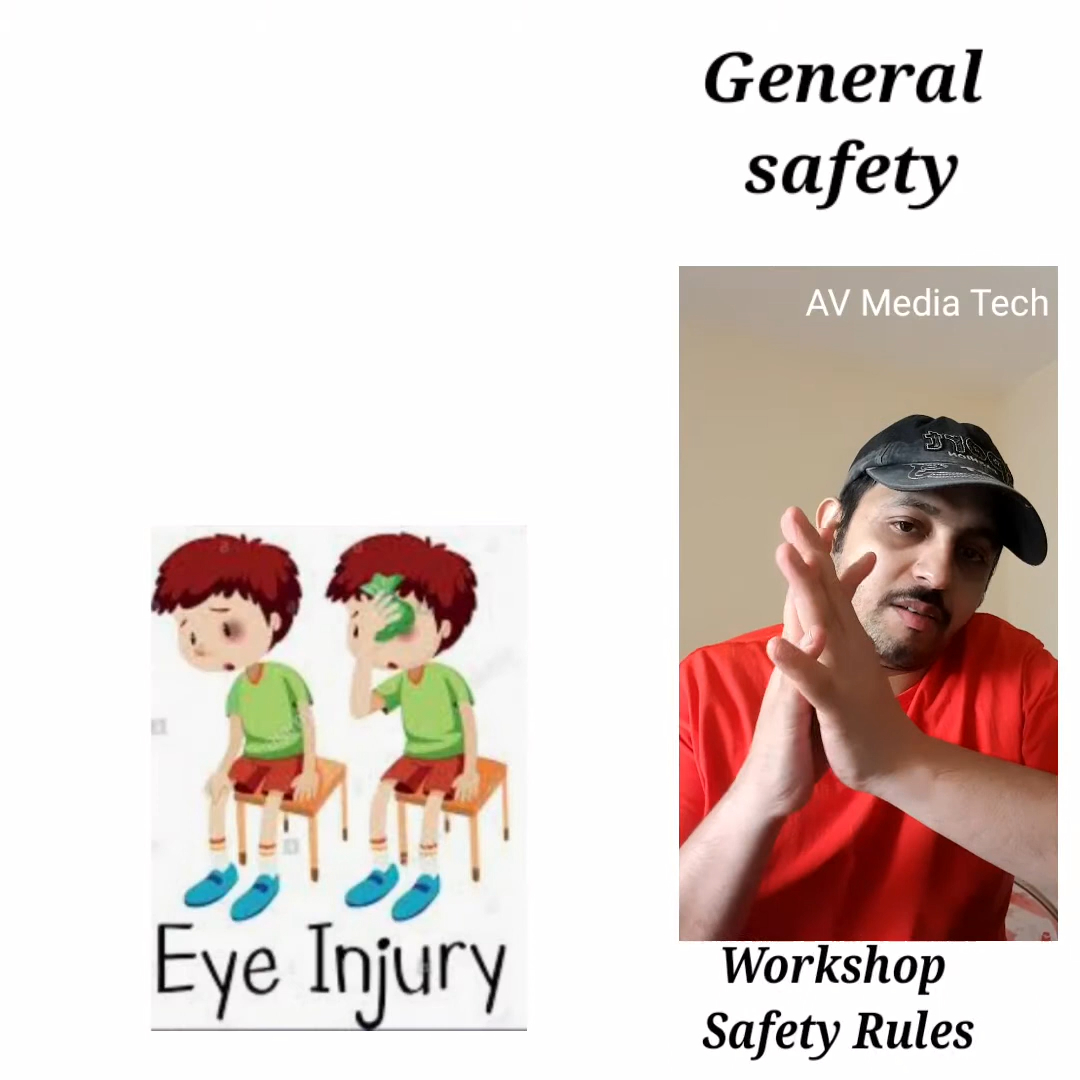 General
safety
AV Media Tech
Eye Injury
Workshop
Safety Rules